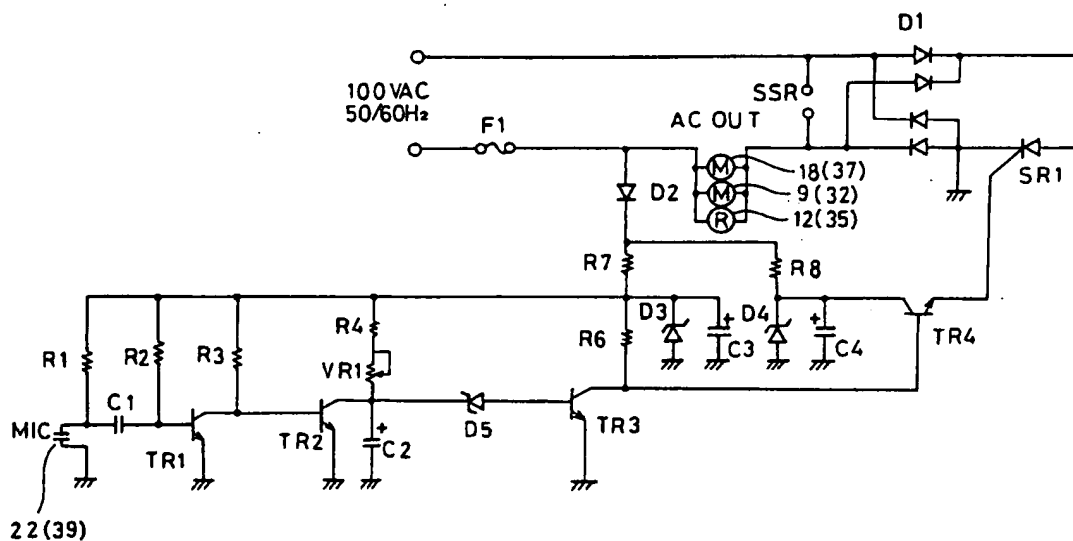 D1
100VAC
50/60Hz
SSR
F1
AC OUT
M
18(37)
SR1
D2
M
9(32)
R
12(35)
R7
R8
R1
R2
R3
R4
VR1
R6
D3
+
C3
D4
+
C4
TR4
C1
MIC
TR1
TR2
+
C2
D5
TR3
22(39)